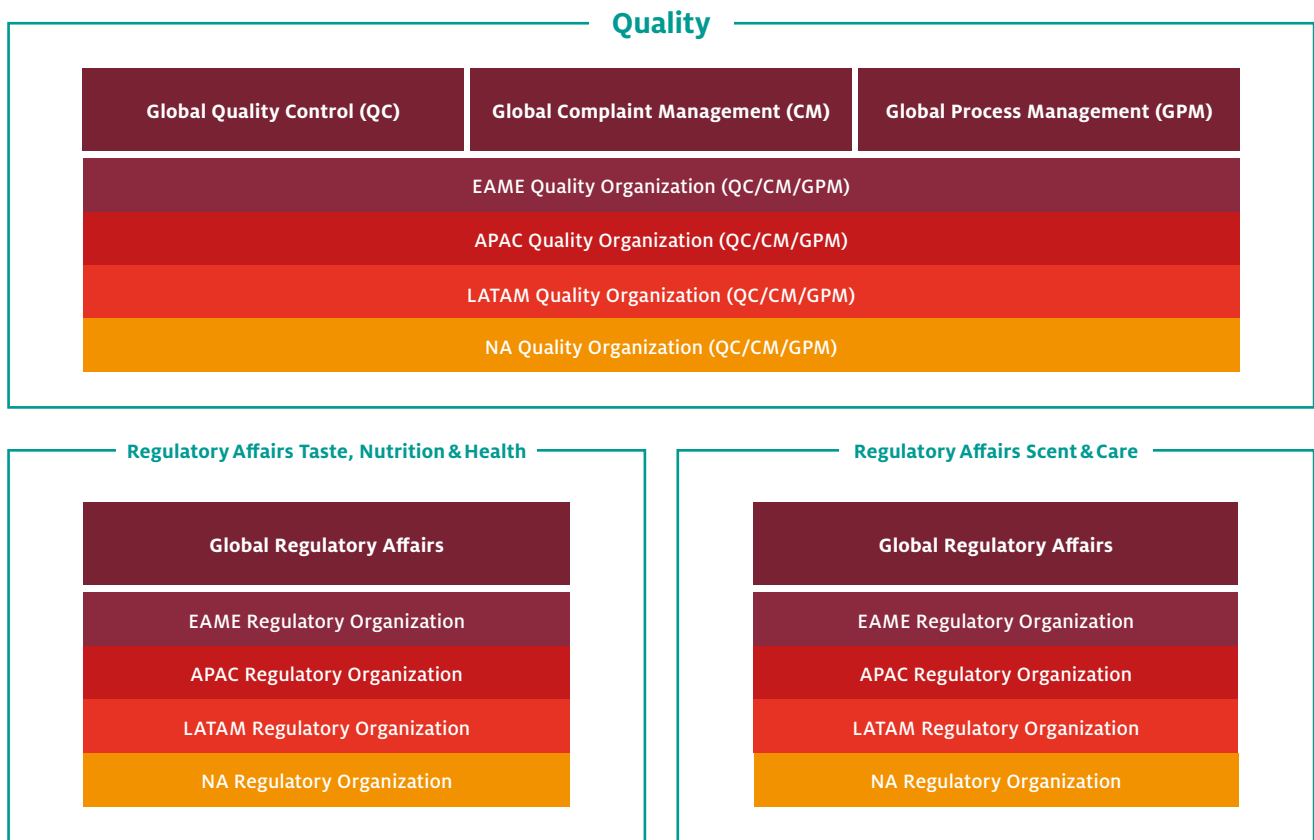 Quality
Global Quality Control (QC)
Global Complaint Management (CM)
Global Process Management (GPM)
EAME Quality Organization (QC/CM/GPM)
APAC Quality Organization (QC/CM/GPM)
LATAM Quality Organization (QC/CM/GPM)
NA Quality Organization (QC/CM/GPM)
Regulatory Affairs Taste, Nutrition & Health
Global Regulatory Affairs
EAME Regulatory Organization
APAC Regulatory Organization
LATAM Regulatory Organization
NA Regulatory Organization
Regulatory Affairs Scent & Care
Global Regulatory Affairs
EAME Regulatory Organization
APAC Regulatory Organization
LATAM Regulatory Organization
NA Regulatory Organization